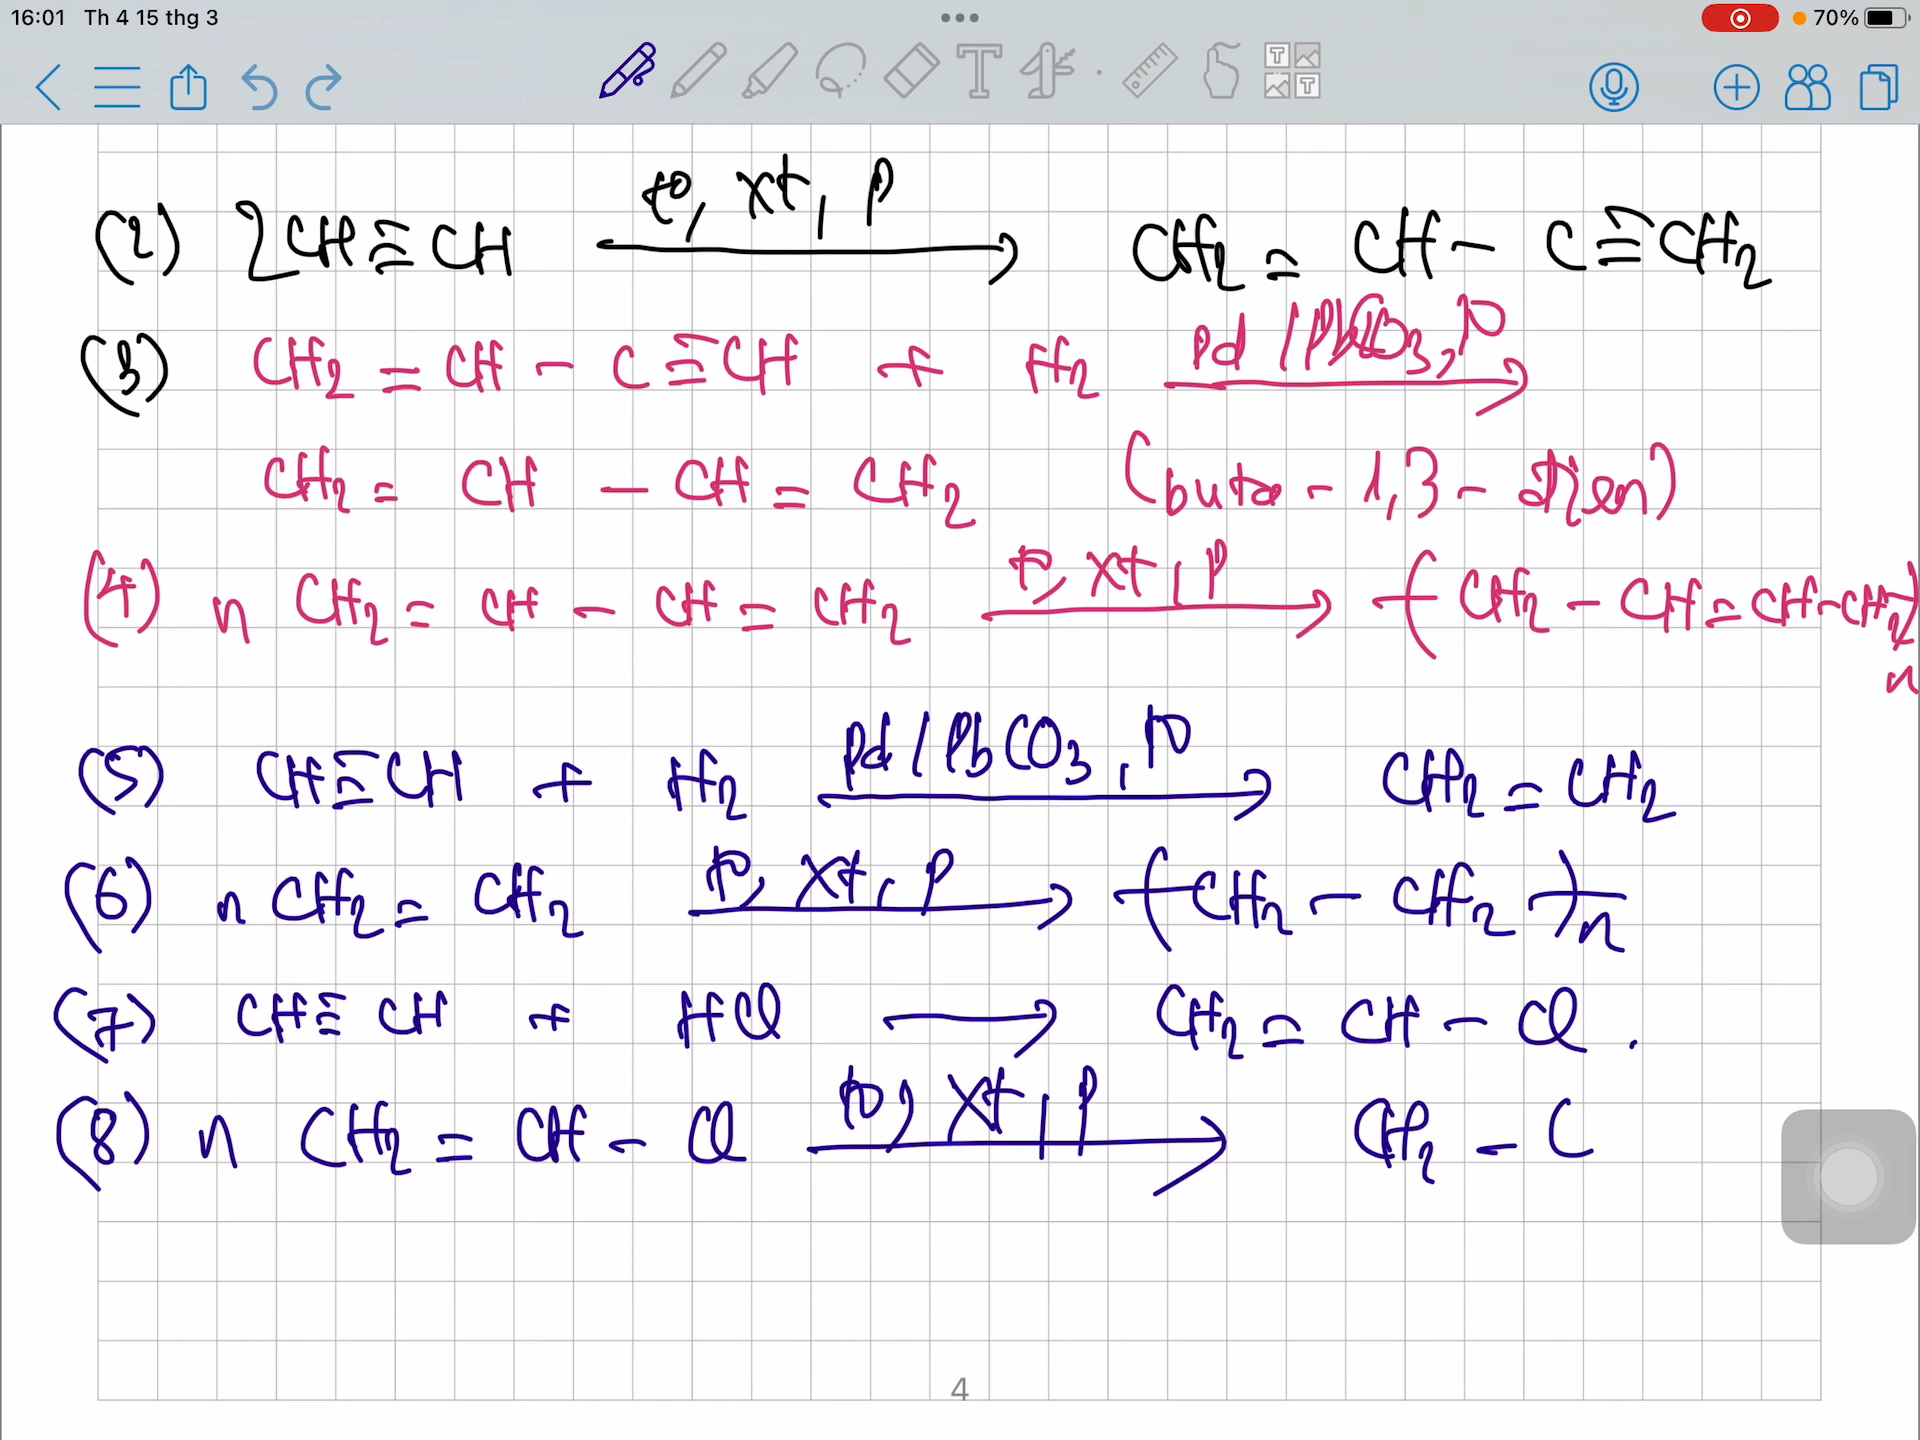 16:01 Th 4 15 thg 3 70%
(2) 2CH≡CH t°, xt, p → CH₂ = CH − C≡CH₂
(3) CH₂ = CH − C≡CH + H₂ Pd/PbCO₃, t° →
CH₂ = CH − CH = CH₂ (buta - 1,3 - đien)
(4) n CH₂ = CH − CH = CH₂ t°, xt, p → (CH₂ − CH = CH − CH₂)n
(5) CH≡CH + H₂ Pd/PbCO₃, t° → CH₂ = CH₂
(6) n CH₂ = CH₂ t°, xt, p → (CH₂ − CH₂)n
(7) CH≡CH + HCl → CH₂ = CH − Cl.
(8) n CH₂ = CH − Cl t°, xt, p → CH₂ − C
4